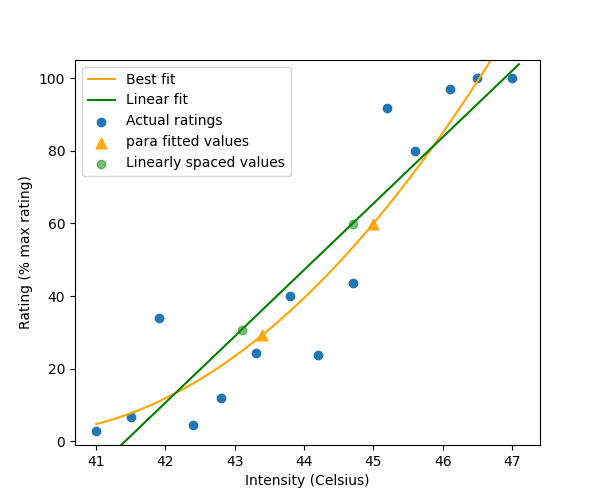 Best fit
Linear fit
Actual ratings
para fitted values
Linearly spaced values
Rating (% max rating)
100
80
60
40
20
0
41 42 43 44 45 46 47
Intensity (Celsius)